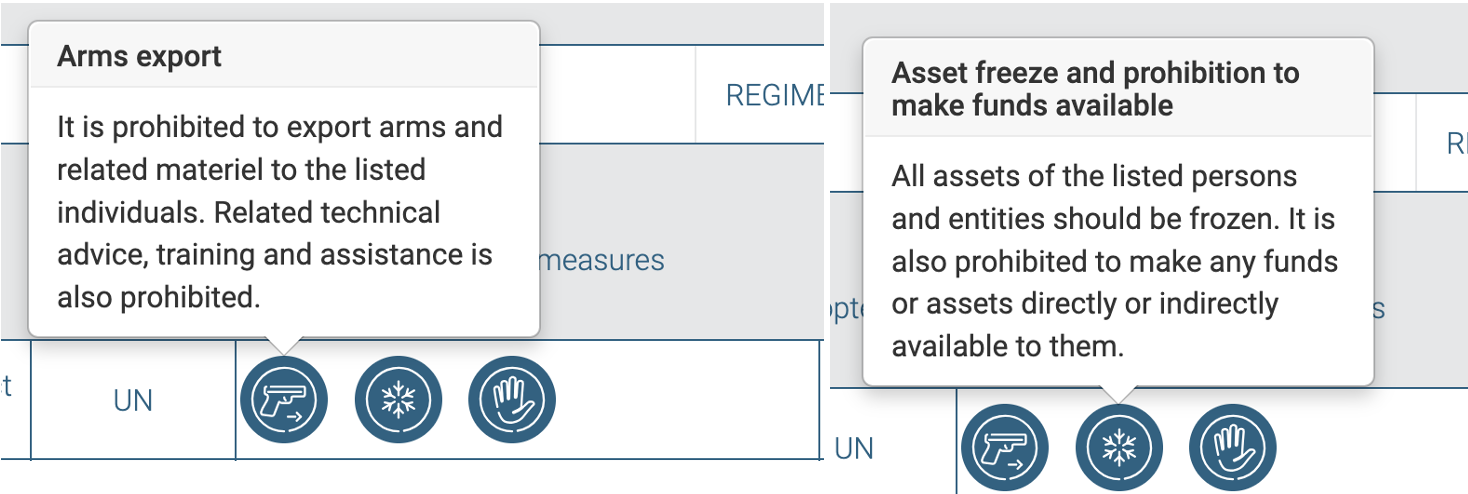 Arms export
It is prohibited to export arms and
related materiel to the listed
individuals. Related technical
advice, training and assistance is
also prohibited.
REGIME
measures
UN
Asset freeze and prohibition to
make funds available
All assets of the listed persons
and entities should be frozen. It is
also prohibited to make any funds
or assets directly or indirectly
available to them.
UN